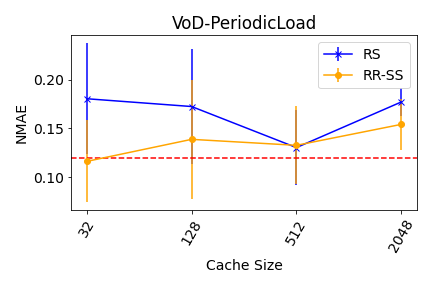 VoD-PeriodicLoad
RS
RR-SS
NMAE
0.20
0.15
0.10
32
128
512
2048
Cache Size